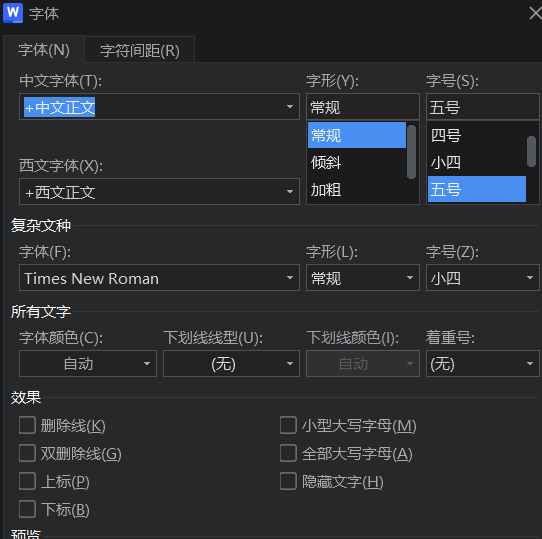 W 字体
字体(N) 字符间距(R)
中文字体(T): 字形(Y): 字号(S):
+中文正文 常规 五号
常规 四号
倾斜 小四
加粗 五号
西文字体(X):
+西文正文
复杂文种
字体(F): 字形(L): 字号(Z):
Times New Roman 常规 小四
所有文字
字体颜色(C): 下划线线型(U): 下划线颜色(I): 着重号:
自动 (无) 自动 (无)
效果
删除线(K) 小型大写字母(M)
双删除线(G) 全部大写字母(A)
上标(P) 隐藏文字(H)
下标(B)
预览